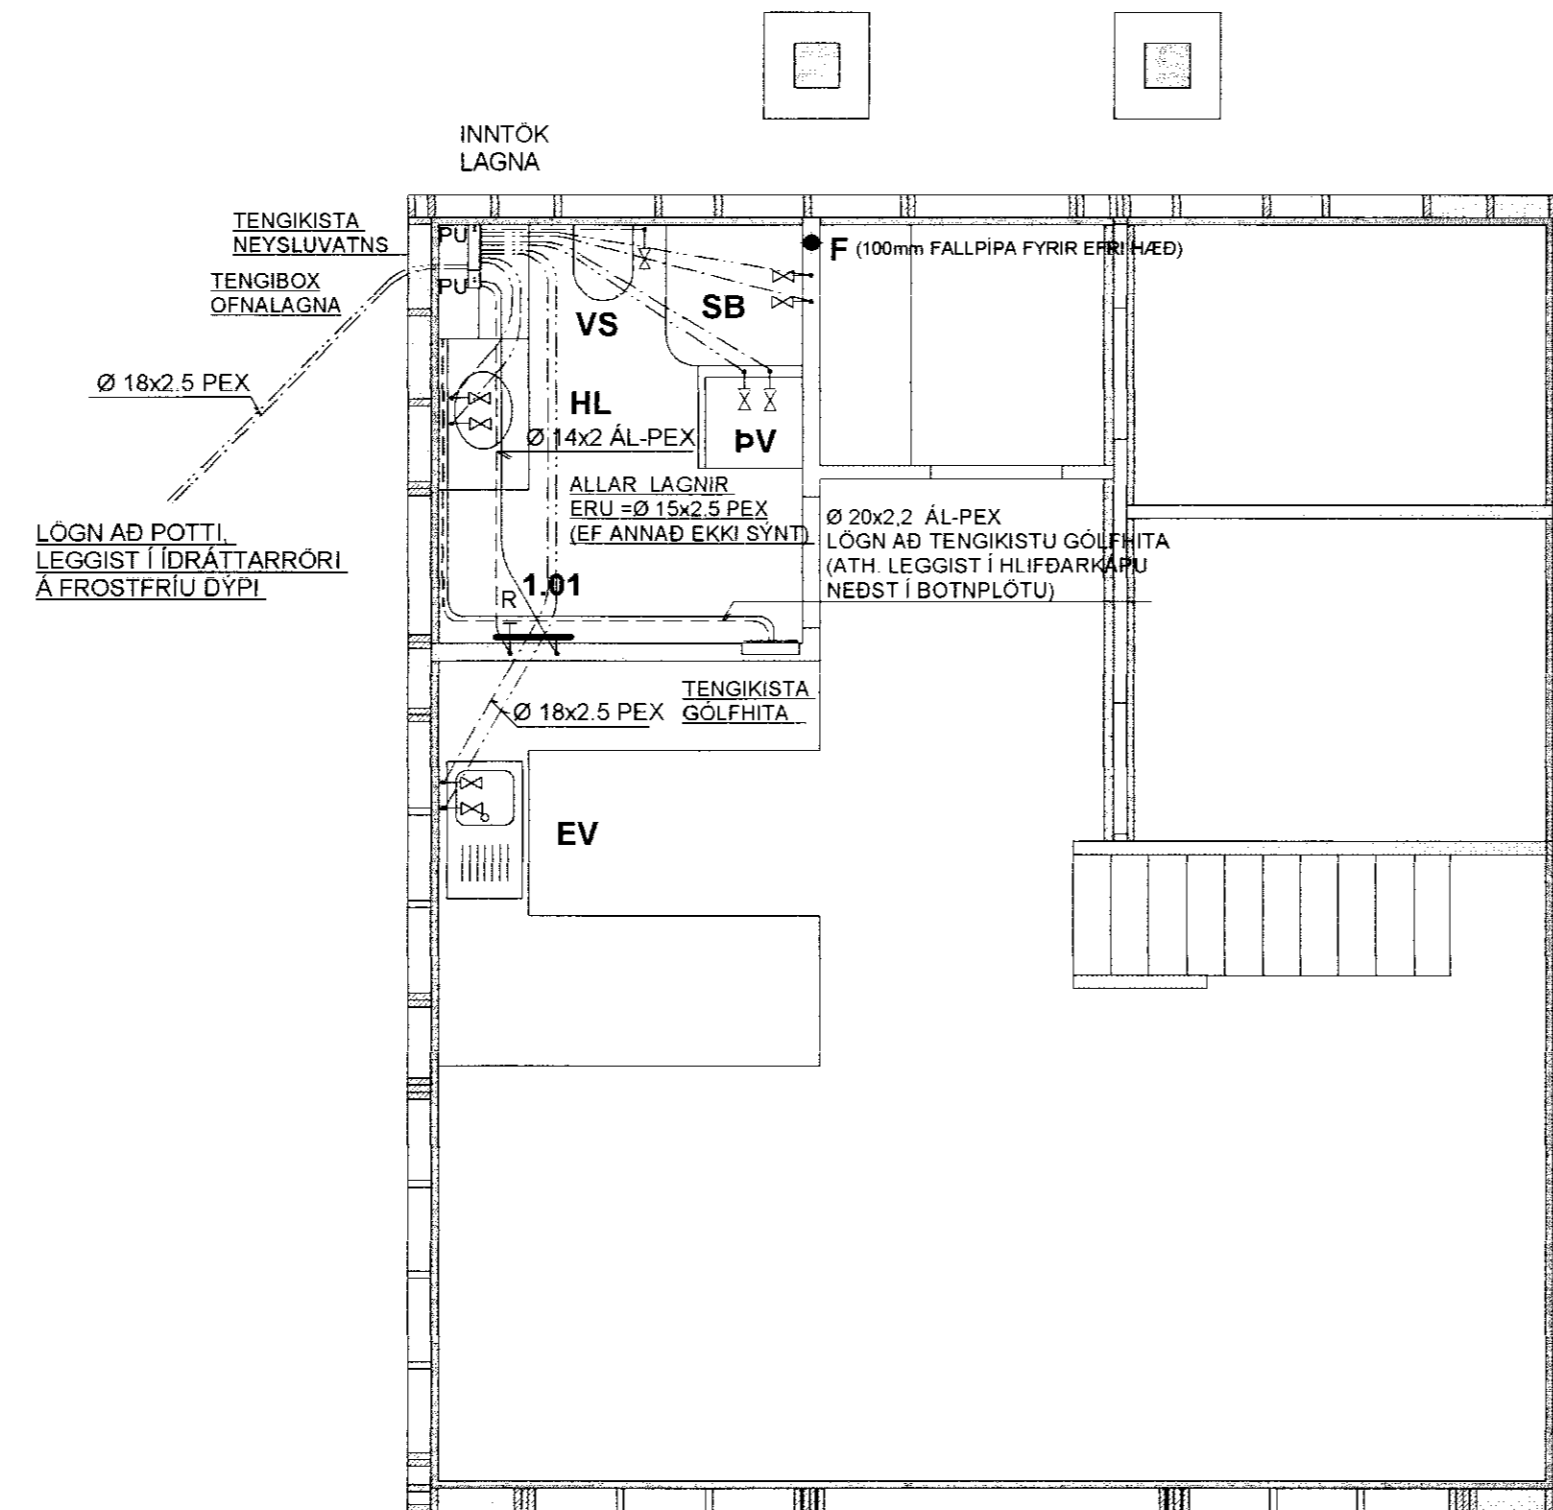 INNTÖK
LAGNA
TENGIKISTA
NEYSLUVATNS
PU
F (100mm FALLPÍPA FYRIR EFRI HÆÐ)
TENGIBOX
OFNALAGNA
PU
VS
SB
Ø 18x2.5 PEX
HL
Ø 14x2 ÁL-PEX
ÞV
ALLAR LAGNIR
ERU =Ø 15x2.5 PEX
(EF ANNAÐ EKKI SÝNT)
Ø 20x2,2 ÁL-PEX
LÖGN AÐ TENGIKISTU GÓLFHITA
(ATH. LEGGIST Í HLIFÐARKÁPU
NEÐST Í BOTNPLÖTU)
LÖGN AÐ POTTI,
LEGGIST Í ÍDRÁTTARRÖRI
Á FROSTFRÍU DÝPI
1.01
R
TENGIKISTA
GÓLFHITA
Ø 18x2.5 PEX
EV